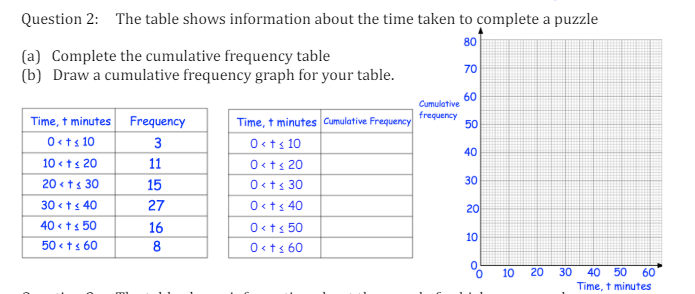 Question 2: The table shows information about the time taken to complete a puzzle
(a) Complete the cumulative frequency table
(b) Draw a cumulative frequency graph for your table.
Time, t minutes Frequency
0 < t ≤ 10 3
10 < t ≤ 20 11
20 < t ≤ 30 15
30 < t ≤ 40 27
40 < t ≤ 50 16
50 < t ≤ 60 8
Time, t minutes Cumulative Frequency
0 < t ≤ 10
0 < t ≤ 20
0 < t ≤ 30
0 < t ≤ 40
0 < t ≤ 50
0 < t ≤ 60
Cumulative
frequency
80
70
60
50
40
30
20
10
0
0 10 20 30 40 50 60
Time, t minutes